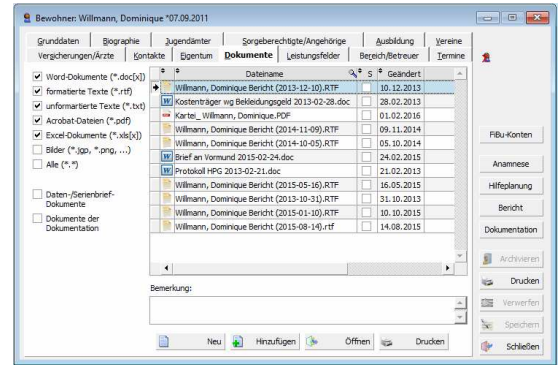 Bewohner: Willmann, Dominique *07.09.2011
Grunddaten Biographie Jugendämter Sorgeberechtigte/Angehörige Ausbildung Vereine
Versicherungen/Ärzte Kontakte Eigentum Dokumente Leistungsfelder Bereich/Betreuer Termine
Word-Dokumente (*.doc[x])
formatierte Texte (*.rtf)
unformatierte Texte (*.txt)
Acrobat-Dateien (*.pdf)
Excel-Dokumente (*.xls[x])
Bilder (*.jgp, *.png, ...)
Alle (*.*)
Daten-/Serienbrief-
Dokumente
Dokumente der
Dokumentation
Dateiname S Geändert
Willmann, Dominique Bericht (2013-12-10).RTF 10.12.2013
Kostenträger wg Bekleidungsgeld 2013-02-28.doc 28.02.2013
Kartei_ Willmann, Dominique.PDF 01.02.2016
Willmann, Dominique Bericht (2014-11-09).RTF 09.11.2014
Willmann, Dominique Bericht (2014-10-05).RTF 05.10.2014
Brief an Vormund 2015-02-24.doc 24.02.2015
Protokoll HPG 2013-02-21.doc 21.02.2013
Willmann, Dominique Bericht (2015-05-16).RTF 16.05.2015
Willmann, Dominique Bericht (2013-10-31).RTF 31.10.2013
Willmann, Dominique Bericht (2015-01-10).RTF 10.10.2015
Willmann, Dominique Bericht (2015-08-14).rtf 14.08.2015
Bemerkung:
Neu Hinzufügen Öffnen Drucken
FiBu-Konten
Anamnese
Hilfeplanung
Bericht
Dokumentation
Archivieren
Drucken
Verwerfen
Speichern
Schließen